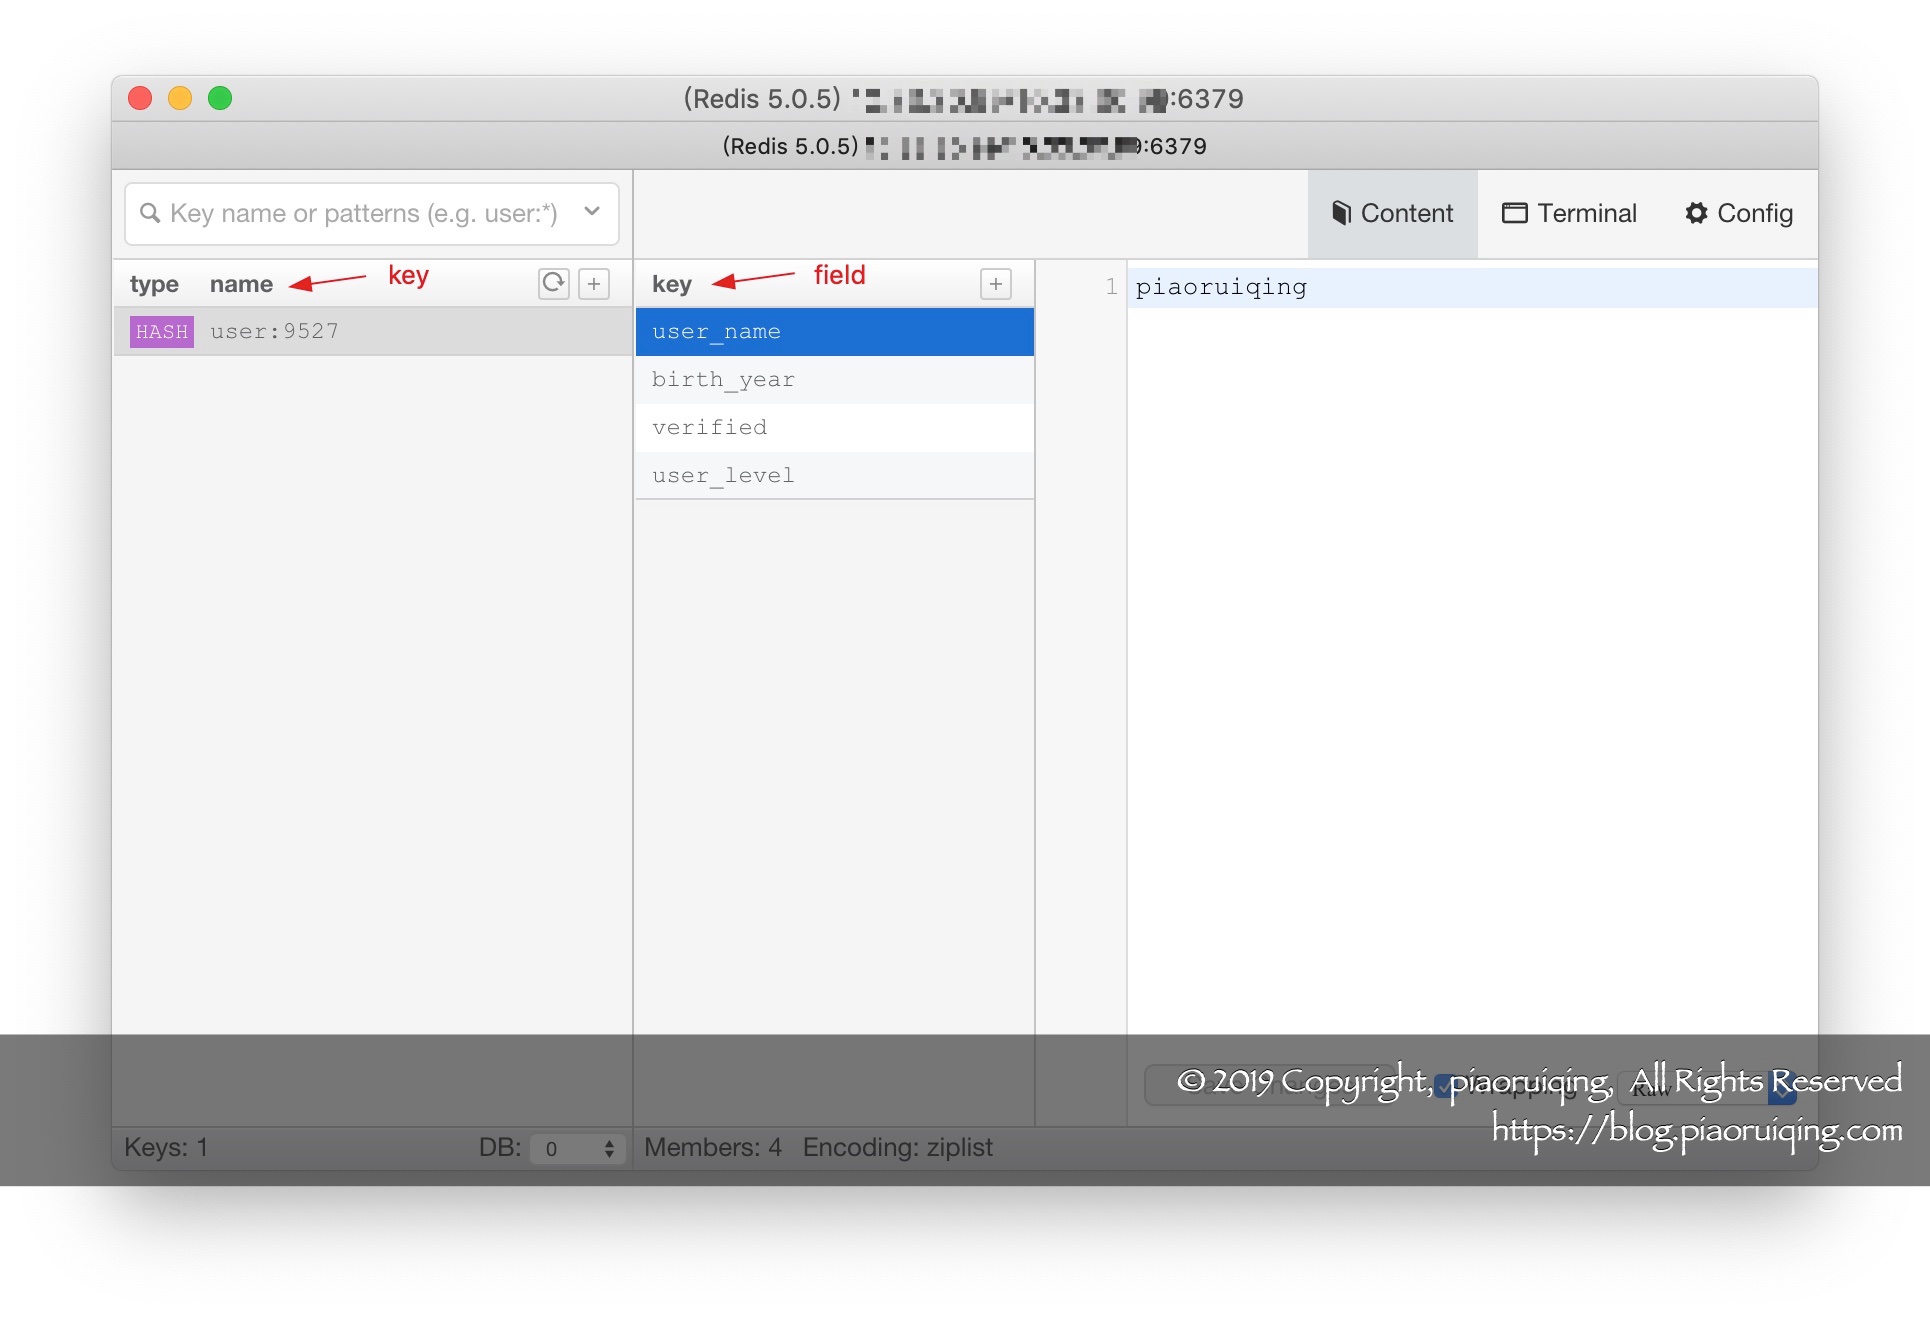 (Redis 5.0.5) :6379
(Redis 5.0.5) :6379
Key name or patterns (e.g. user:*)
Content
Terminal
Config
type name key
key field
HASH user:9527
user_name
birth_year
verified
user_level
1 piaoruiqing
Wrapping
Raw
© 2019 Copyright, piaoruiqing, All Rights Reserved
https://blog.piaoruiqing.com
Keys: 1
DB: 0
Members: 4 Encoding: ziplist